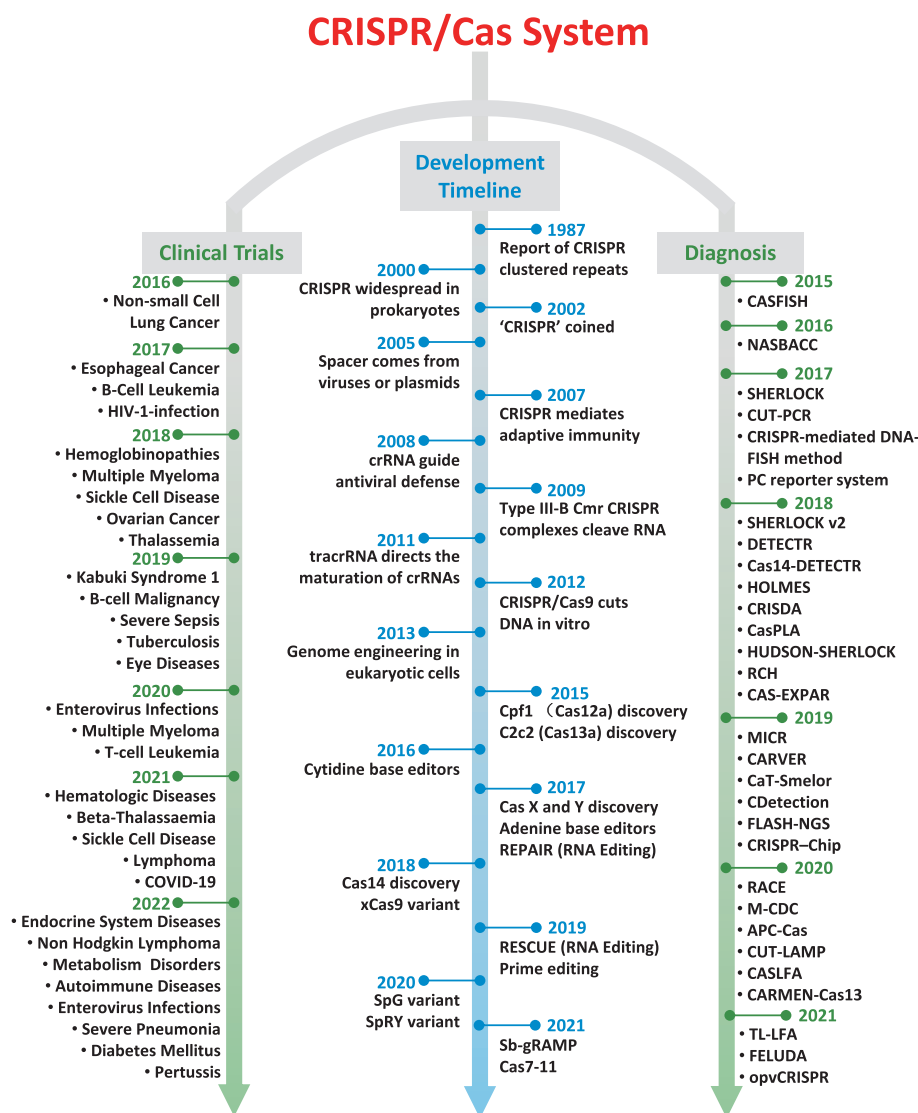 CRISPR/Cas System
Development
Timeline
Clinical Trials
2016
• Non-small Cell
Lung Cancer
2017
• Esophageal Cancer
• B-Cell Leukemia
• HIV-1-infection
2018
• Hemoglobinopathies
• Multiple Myeloma
• Sickle Cell Disease
• Ovarian Cancer
• Thalassemia
2019
• Kabuki Syndrome 1
• B-cell Malignancy
• Severe Sepsis
• Tuberculosis
• Eye Diseases
2020
• Enterovirus Infections
• Multiple Myeloma
• T-cell Leukemia
2021
• Hematologic Diseases
• Beta-Thalassaemia
• Sickle Cell Disease
• Lymphoma
• COVID-19
2022
• Endocrine System Diseases
• Non Hodgkin Lymphoma
• Metabolism Disorders
• Autoimmune Diseases
• Enterovirus Infections
• Severe Pneumonia
• Diabetes Mellitus
• Pertussis
1987
Report of CRISPR
clustered repeats
2000
CRISPR widespread in
prokaryotes
2002
‘CRISPR’ coined
2005
Spacer comes from
viruses or plasmids
2007
CRISPR mediates
adaptive immunity
2008
crRNA guide
antiviral defense
2009
Type III-B Cmr CRISPR
complexes cleave RNA
2011
tracrRNA directs the
maturation of crRNAs
2012
CRISPR/Cas9 cuts
DNA in vitro
2013
Genome engineering in
eukaryotic cells
2015
Cpf1 （Cas12a) discovery
C2c2 (Cas13a) discovery
2016
Cytidine base editors
2017
Cas X and Y discovery
Adenine base editors
REPAIR (RNA Editing)
2018
Cas14 discovery
xCas9 variant
2019
RESCUE (RNA Editing)
Prime editing
2020
SpG variant
SpRY variant
2021
Sb-gRAMP
Cas7-11
Diagnosis
2015
• CASFISH
2016
• NASBACC
2017
• SHERLOCK
• CUT-PCR
• CRISPR-mediated DNA-
FISH method
• PC reporter system
2018
• SHERLOCK v2
• DETECTR
• Cas14-DETECTR
• HOLMES
• CRISDA
• CasPLA
• HUDSON-SHERLOCK
• RCH
• CAS-EXPAR
2019
• MICR
• CARVER
• CaT-Smelor
• CDetection
• FLASH-NGS
• CRISPR–Chip
2020
• RACE
• M-CDC
• APC-Cas
• CUT-LAMP
• CASLFA
• CARMEN-Cas13
2021
• TL-LFA
• FELUDA
• opvCRISPR